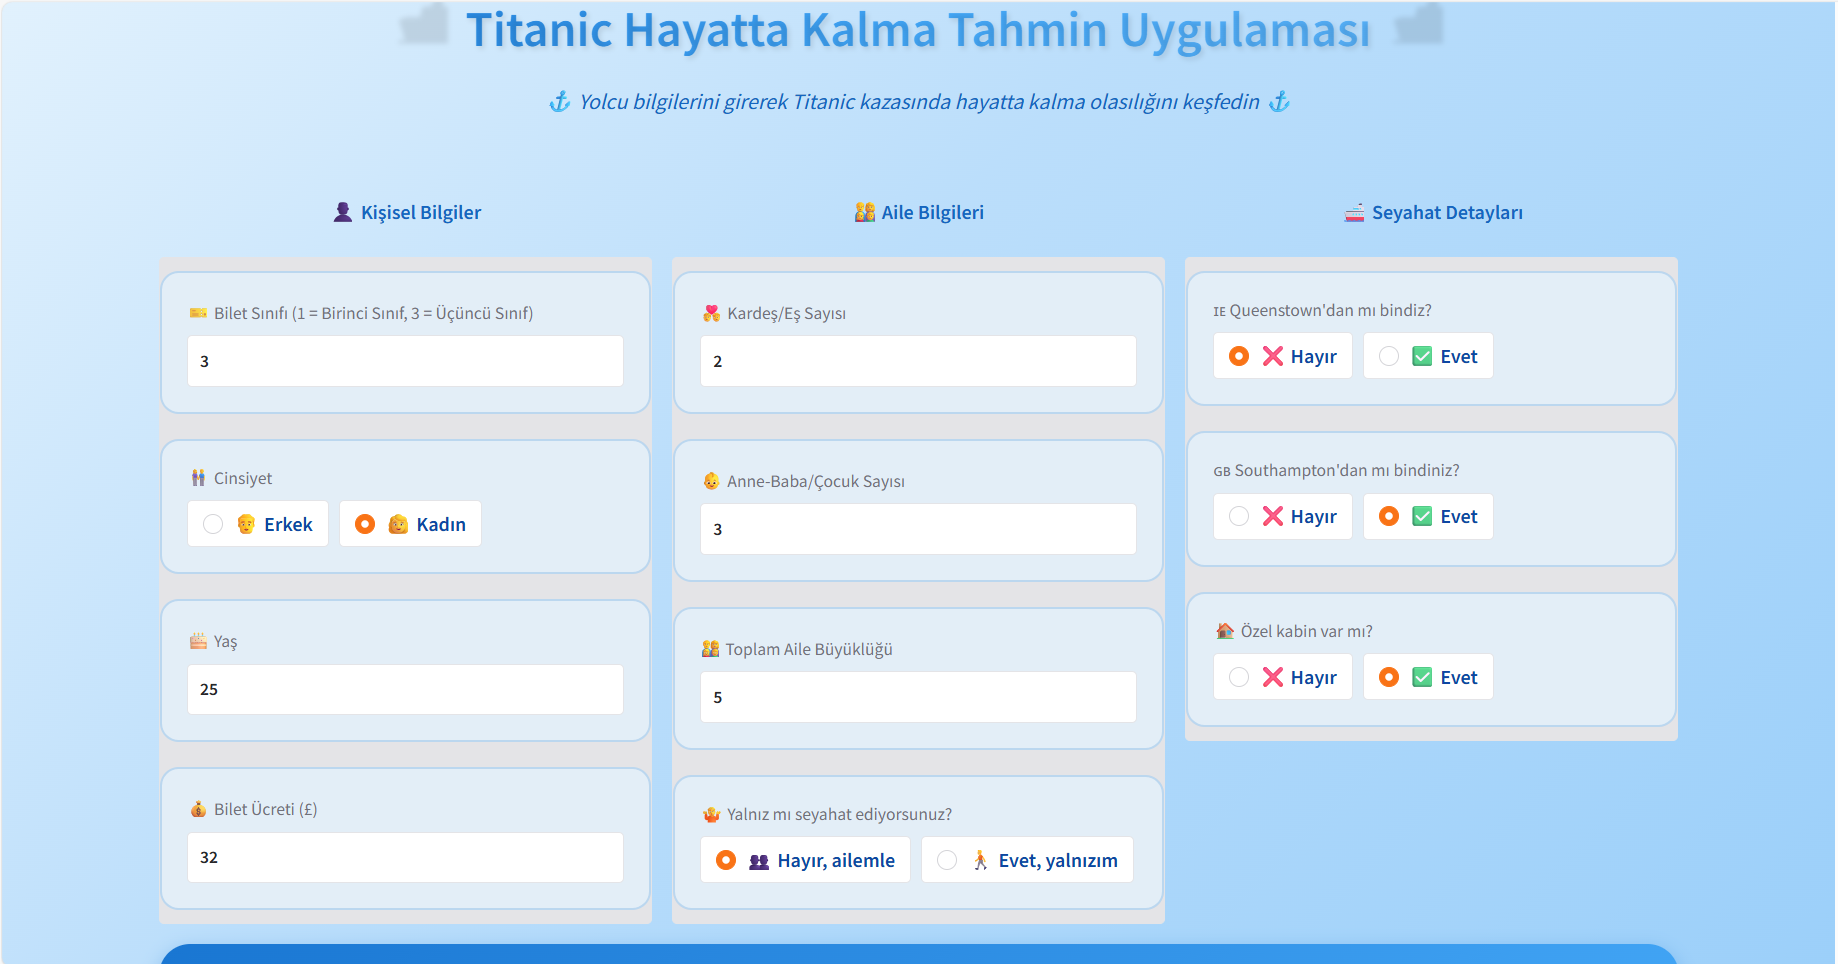 Titanic Hayatta Kalma Tahmin Uygulaması
⚓ Yolcu bilgilerini girerek Titanic kazasında hayatta kalma olasılığını keşfedin ⚓
👤 Kişisel Bilgiler
🎫 Bilet Sınıfı (1 = Birinci Sınıf, 3 = Üçüncü Sınıf)
3
👫 Cinsiyet
👨 Erkek
👩 Kadın
🎂 Yaş
25
💰 Bilet Ücreti (£)
32
👨‍👩‍👧‍👦 Aile Bilgileri
💑 Kardeş/Eş Sayısı
2
👶 Anne-Baba/Çocuk Sayısı
3
👨‍👩‍👧‍👦 Toplam Aile Büyüklüğü
5
🤷 Yalnız mı seyahat ediyorsunuz?
👥 Hayır, ailemle
🚶 Evet, yalnızım
🚢 Seyahat Detayları
IE Queenstown'dan mı bindiz?
❌ Hayır
✅ Evet
GB Southampton'dan mı bindiniz?
❌ Hayır
✅ Evet
🏠 Özel kabin var mı?
❌ Hayır
✅ Evet